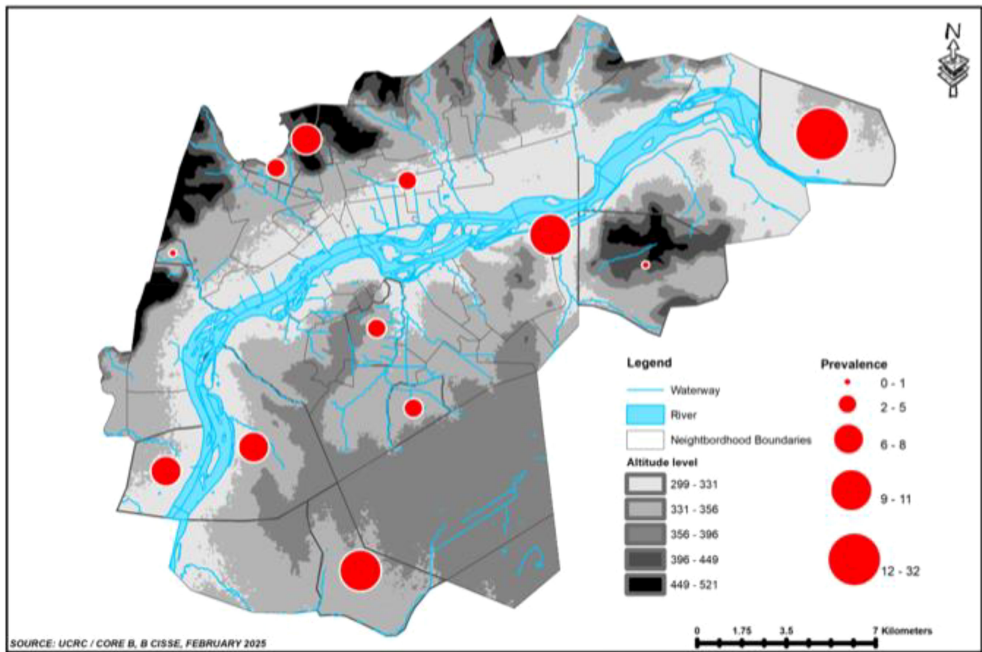 N
Legend
Waterway
River
Neightbordhood Boundaries
Altitude level
299 - 331
331 - 356
356 - 396
396 - 449
449 - 521
Prevalence
0 - 1
2 - 5
6 - 8
9 - 11
12 - 32
0 1.75 3.5 7 Kilometers
SOURCE: UCRC / CORE B, B CISSE, FEBRUARY 2025